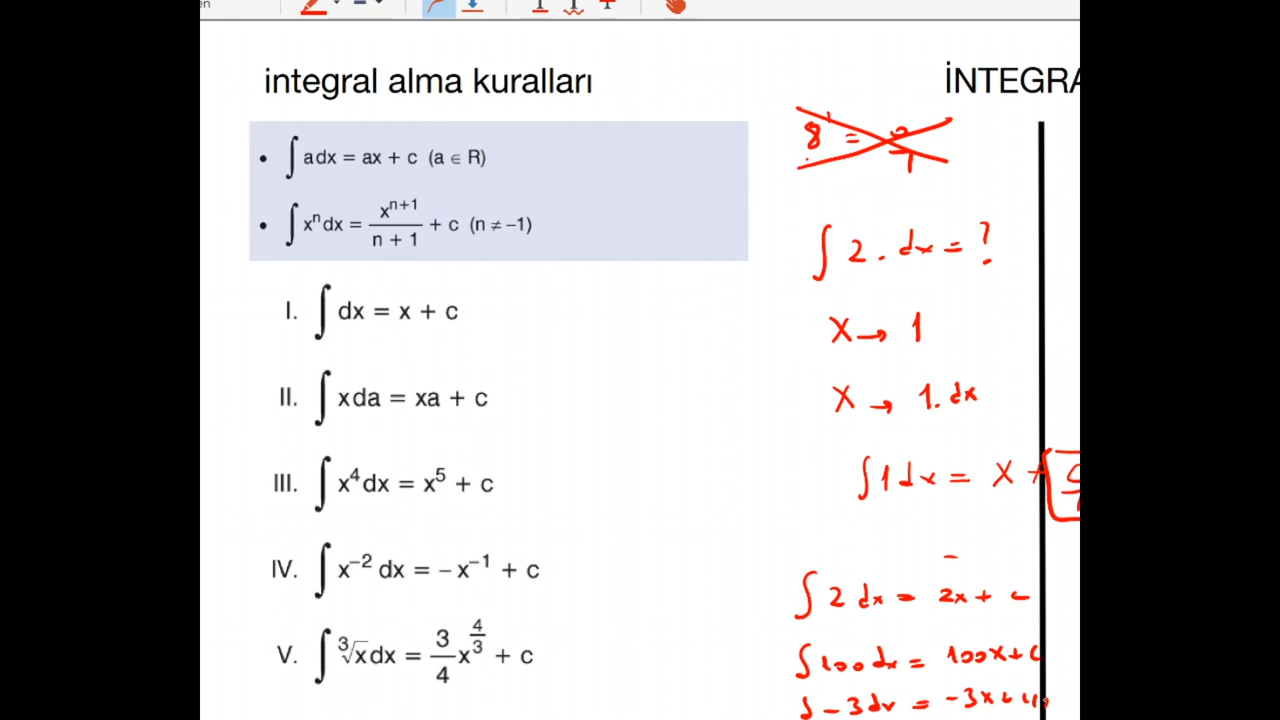 en
integral alma kuralları
İNTEGRA
• ∫ a dx = ax + c (a ∈ R)
• ∫ xⁿ dx = xⁿ⁺¹ / n + 1 + c (n ≠ −1)
I. ∫ dx = x + c
II. ∫ x da = xa + c
III. ∫ x⁴ dx = x⁵ + c
IV. ∫ x⁻² dx = − x⁻¹ + c
V. ∫ ³√x dx = 3/4 x^(4/3) + c
∫ 2 . dx = ?
X → 1
X → 1. dx
∫ 1 dx = X + c
∫ 2 dx = 2x + c
∫ 100 dx = 100x + c
∫ -3 dx = -3x +